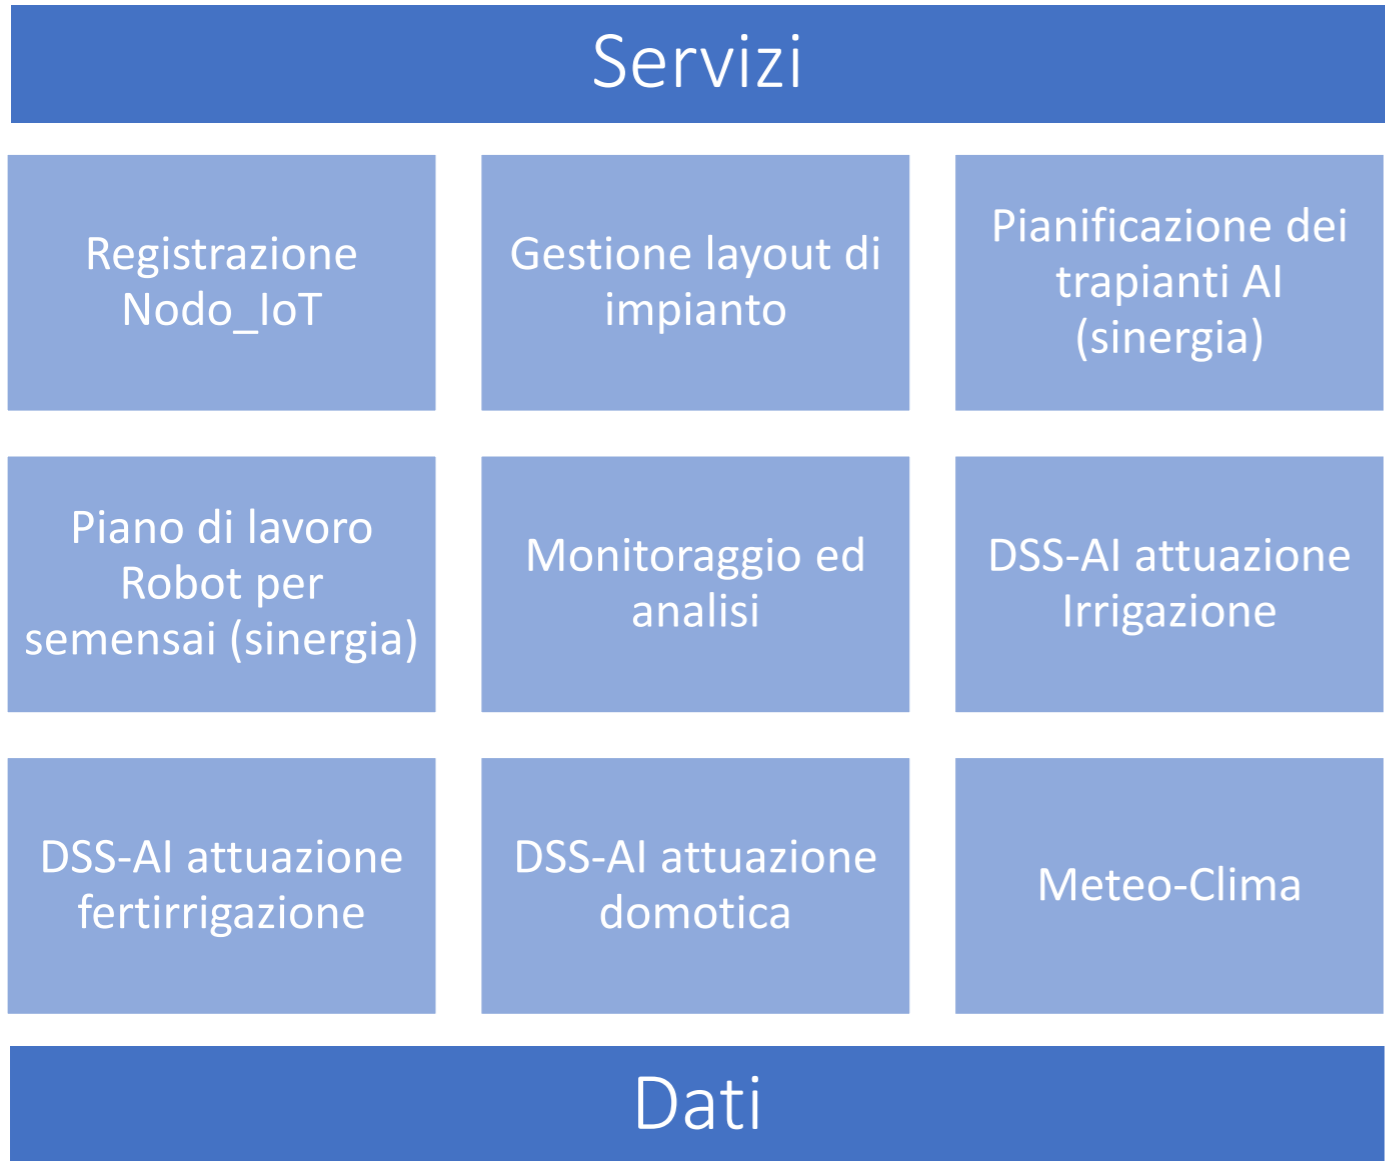 Servizi
Registrazione
Nodo_IoT
Gestione layout di
impianto
Pianificazione dei
trapianti AI
(sinergia)
Piano di lavoro
Robot per
semensai (sinergia)
Monitoraggio ed
analisi
DSS-AI attuazione
Irrigazione
DSS-AI attuazione
fertirrigazione
DSS-AI attuazione
domotica
Meteo-Clima
Dati